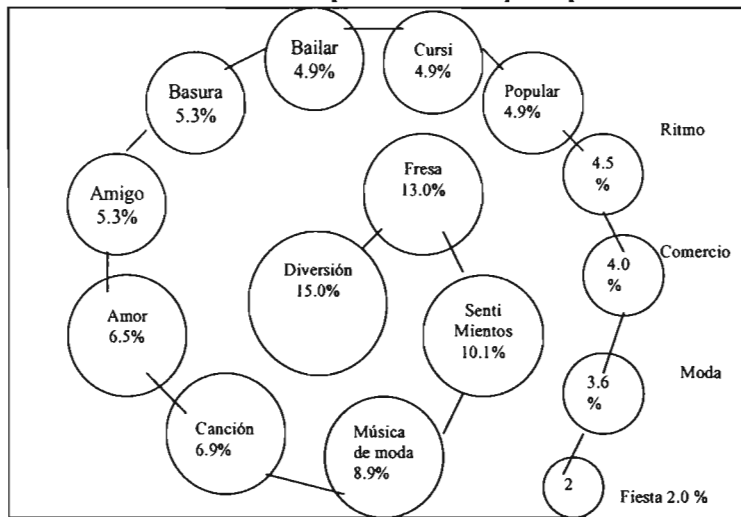 Bailar
4.9%
Cursi
4.9%
Popular
4.9%
Basura
5.3%
Ritmo
4.5
%
Fresa
13.0%
Amigo
5.3%
Comercio
4.0
%
Diversión
15.0%
Senti
Mientos
10.1%
Amor
6.5%
Moda
3.6
%
Canción
6.9%
Música
de moda
8.9%
2
Fiesta 2.0 %